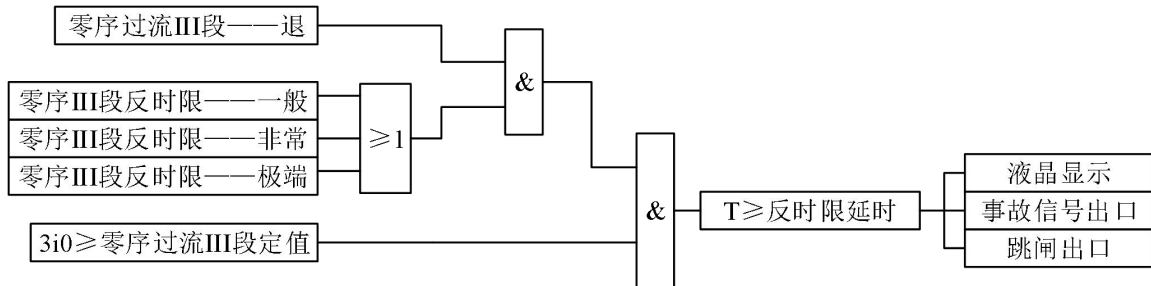 零序过流III段——退
&
零序III段反时限——一般
零序III段反时限——非常
零序III段反时限——极端
≥1
3i0≥零序过流III段定值
&
T≥反时限延时
液晶显示
事故信号出口
跳闸出口